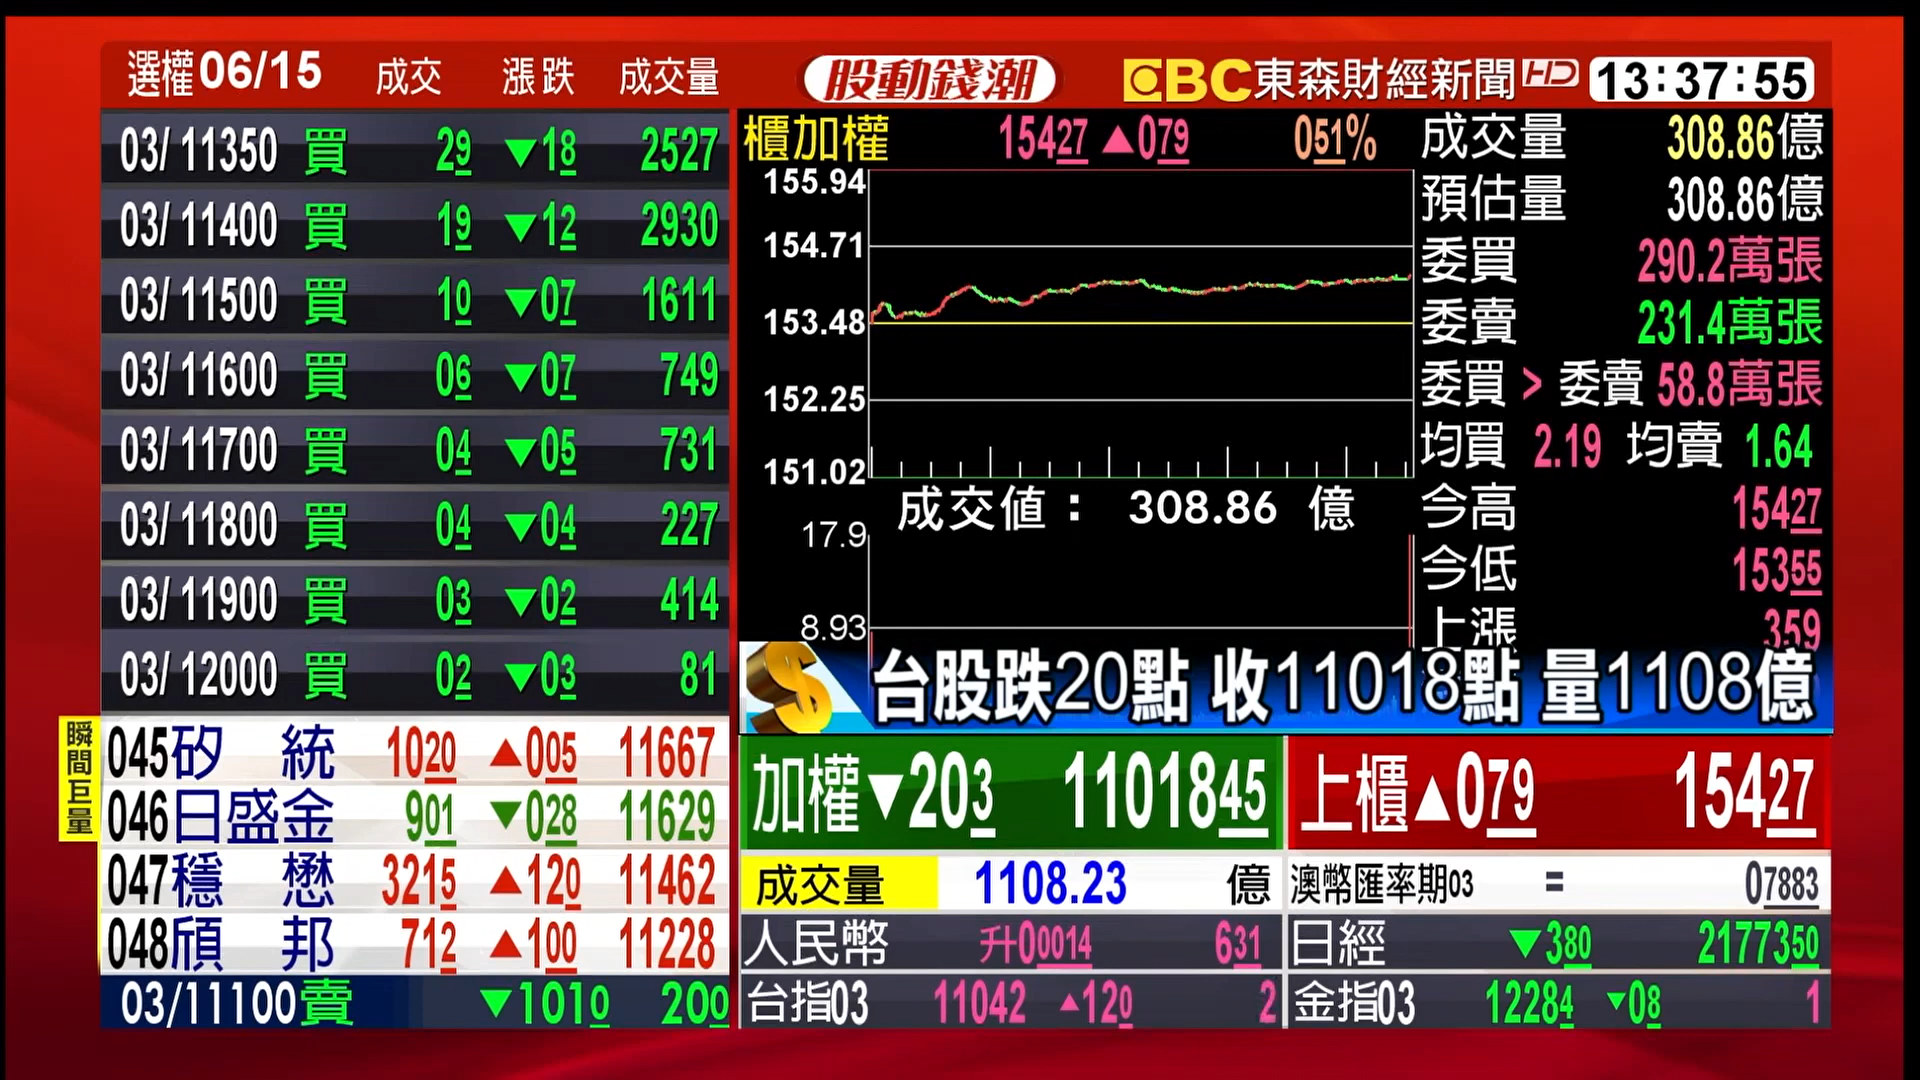 選權06/15 成交 漲跌 成交量
股動錢潮
EBC東森財經新聞HD
13:37:55
03/ 11350 買 29 ▼18 2527
03/ 11400 買 19 ▼12 2930
03/ 11500 買 10 ▼07 1611
03/ 11600 買 06 ▼07 749
03/ 11700 買 04 ▼05 731
03/ 11800 買 04 ▼04 227
03/ 11900 買 03 ▼02 414
03/ 12000 買 02 ▼03 81
瞬間巨量
045矽統 1020 ▲005 11667
046日盛金 901 ▼028 11629
047穩懋 3215 ▲120 11462
048頎邦 712 ▲100 11228
03/11100賣 ▼1010 200
櫃加權 15427 ▲079 051%
155.94
154.71
153.48
152.25
151.02
成交值： 308.86 億
17.9
8.93
成交量 308.86億
預估量 308.86億
委買 290.2萬張
委賣 231.4萬張
委買 > 委賣 58.8萬張
均買 2.19 均賣 1.64
今高 15427
今低 15355
上漲 359
台股跌20點 收11018點 量1108億
加權▼203 1101845
上櫃▲079 15427
成交量 1108.23 億
澳幣匯率期03 = 07883
人民幣 升00014 631
日經 ▼380 2177350
台指03 11042 ▲120 2
金指03 12284 ▼08 1